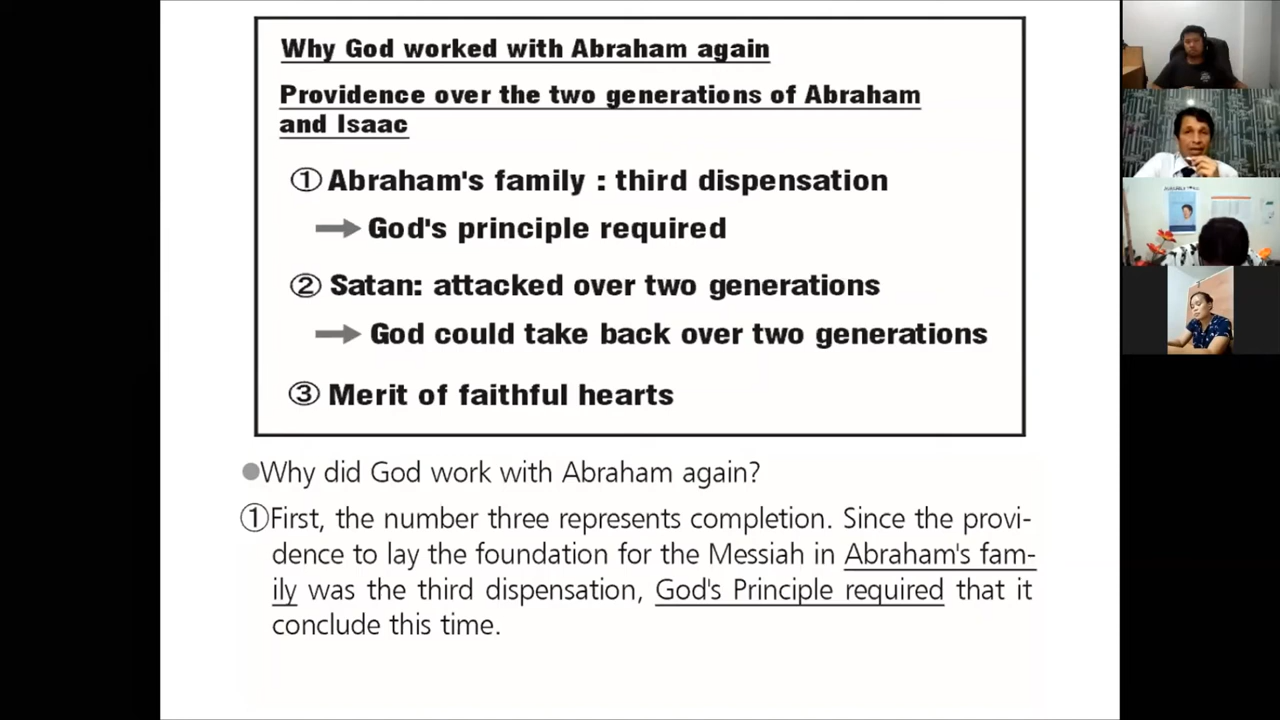 Why God worked with Abraham again
Providence over the two generations of Abraham
and Isaac
① Abraham's family : third dispensation
→ God's principle required
② Satan: attacked over two generations
→ God could take back over two generations
③ Merit of faithful hearts
●Why did God work with Abraham again?
①First, the number three represents completion. Since the provi-
dence to lay the foundation for the Messiah in Abraham's fam-
ily was the third dispensation, God's Principle required that it
conclude this time.